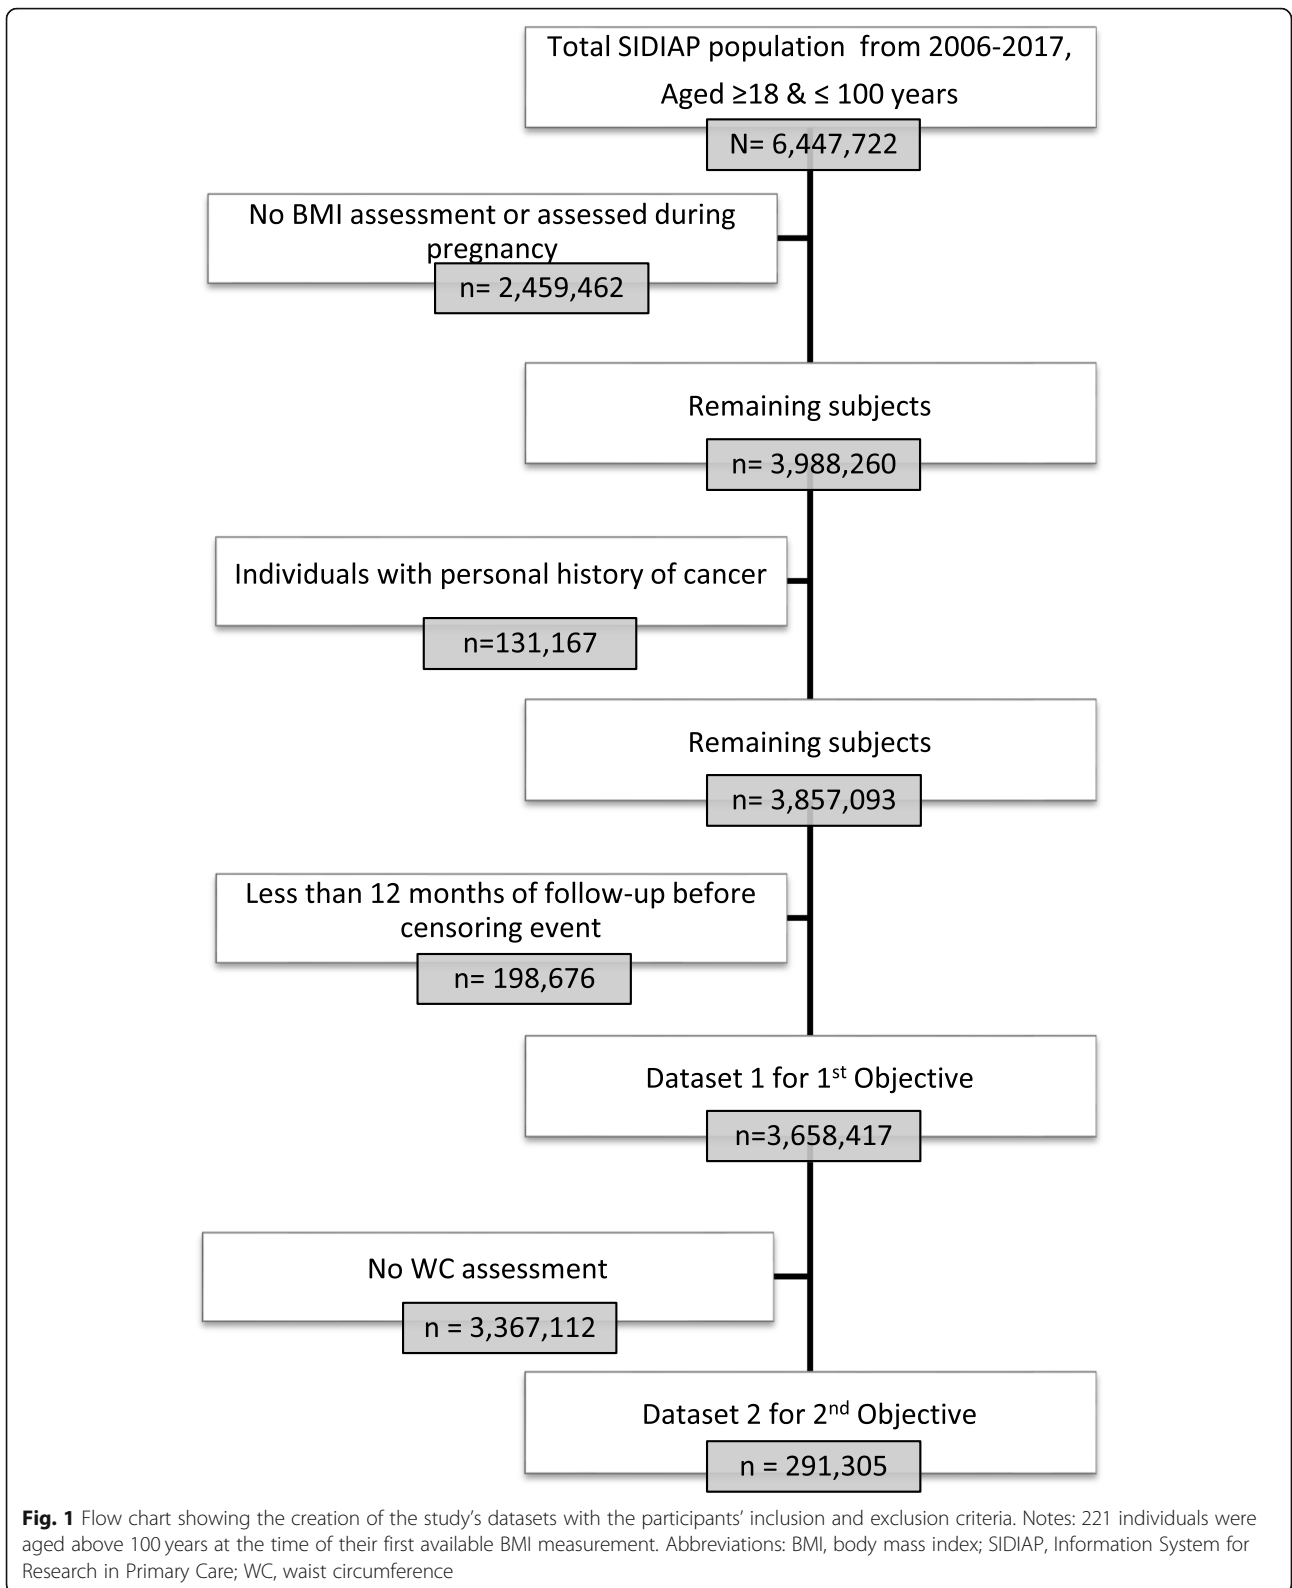 Total SIDIAP population  from 2006-2017,
Aged ≥18 & ≤ 100 years
N= 6,447,722
No BMI assessment or assessed during
pregnancy
n= 2,459,462
Remaining subjects
n= 3,988,260
Individuals with personal history of cancer
n=131,167
Remaining subjects
n= 3,857,093
Less than 12 months of follow-up before
censoring event
n= 198,676
Dataset 1 for 1st Objective
n=3,658,417
No WC assessment
n = 3,367,112
Dataset 2 for 2nd Objective
n = 291,305
Fig. 1 Flow chart showing the creation of the study’s datasets with the participants’ inclusion and exclusion criteria. Notes: 221 individuals were
aged above 100 years at the time of their first available BMI measurement. Abbreviations: BMI, body mass index; SIDIAP, Information System for
Research in Primary Care; WC, waist circumference